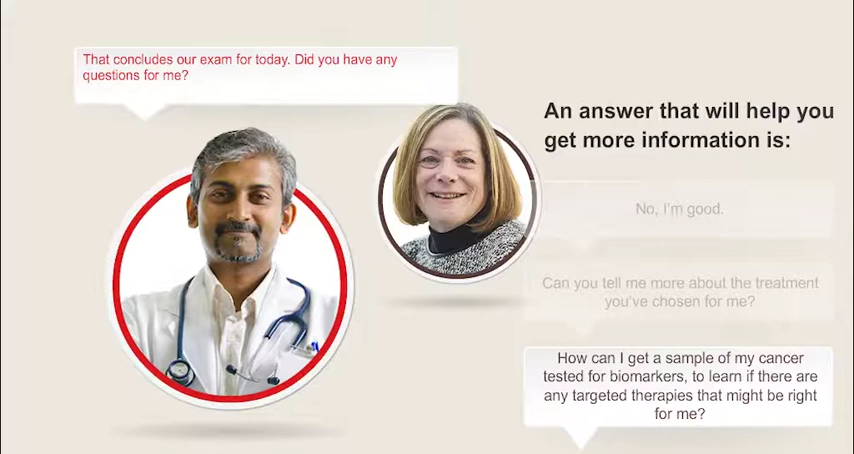 That concludes our exam for today. Did you have any
questions for me?
An answer that will help you
get more information is:
No, I'm good.
Can you tell me more about the treatment
you've chosen for me?
How can I get a sample of my cancer
tested for biomarkers, to learn if there are
any targeted therapies that might be right
for me?